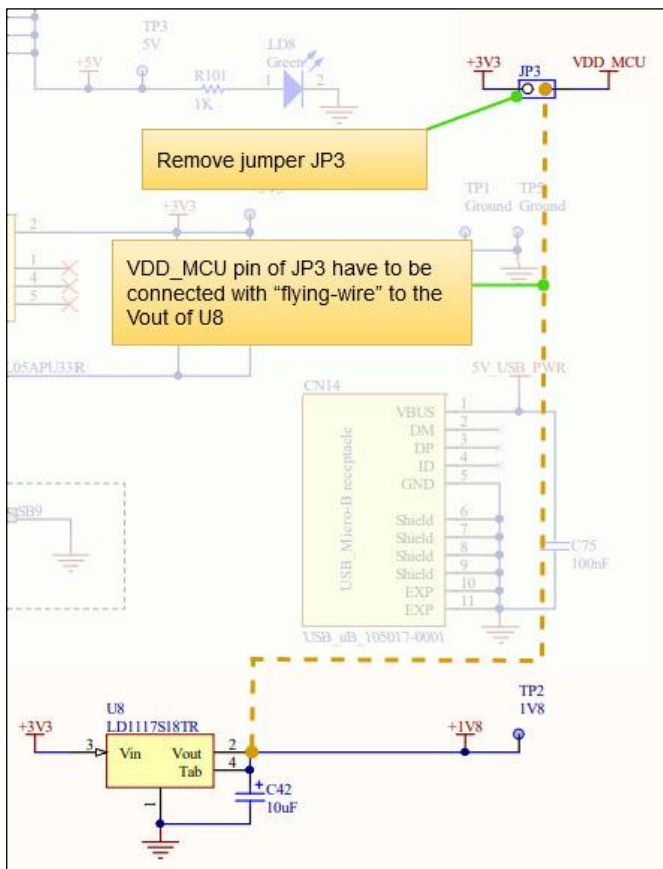 TP3
5V
+5V
R101
1K
LD8
Green
1
2
+3V3
JP3
VDD_MCU
Remove jumper JP3
+3V3
TP1
Ground
TP5
Ground
2
1
4
5
VDD_MCU pin of JP3 have to be
connected with “flying-wire” to the
Vout of U8
L05APU33R
CN14
5V_USB_PWR
USB_Micro-B receptacle
VBUS 1
DM 2
DP 3
ID 4
GND 5
Shield 6
Shield 7
Shield 8
Shield 9
EXP 10
EXP 11
USB_uB_105017-0001
C75
100nF
SB9
U8
LD1117S18TR
+3V3
3
Vin
Vout 2
Tab 4
1
C42
10uF
+
+1V8
TP2
1V8